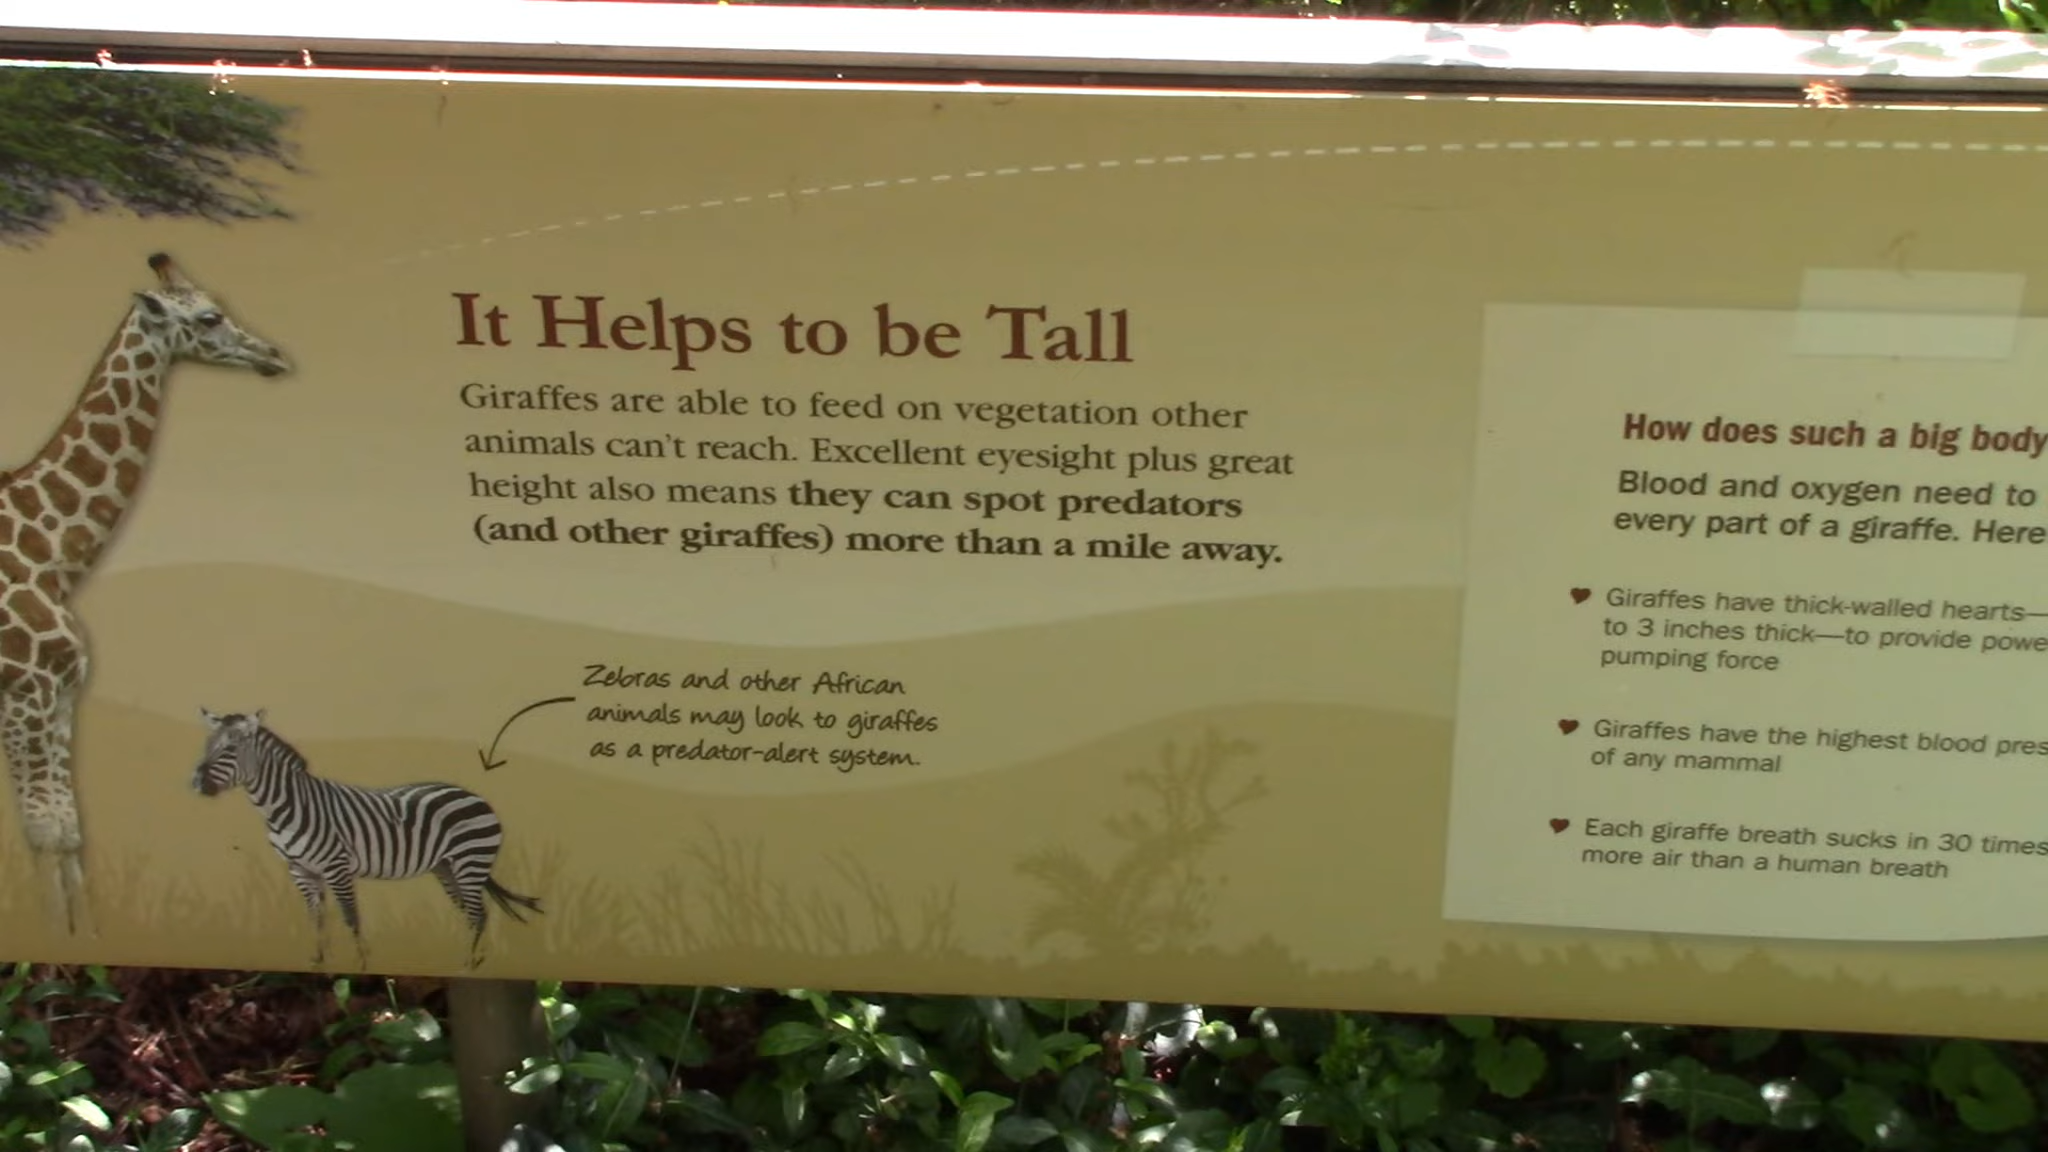 It Helps to be Tall
Giraffes are able to feed on vegetation other
animals can't reach. Excellent eyesight plus great
height also means they can spot predators
(and other giraffes) more than a mile away.
Zebras and other African
animals may look to giraffes
as a predator-alert system.
How does such a big body
Blood and oxygen need to
every part of a giraffe. Here
Giraffes have thick-walled hearts—
to 3 inches thick—to provide
pumping force
Giraffes have the highest blood
of any mammal
Each giraffe breath sucks in 30 times
more air than a human breath